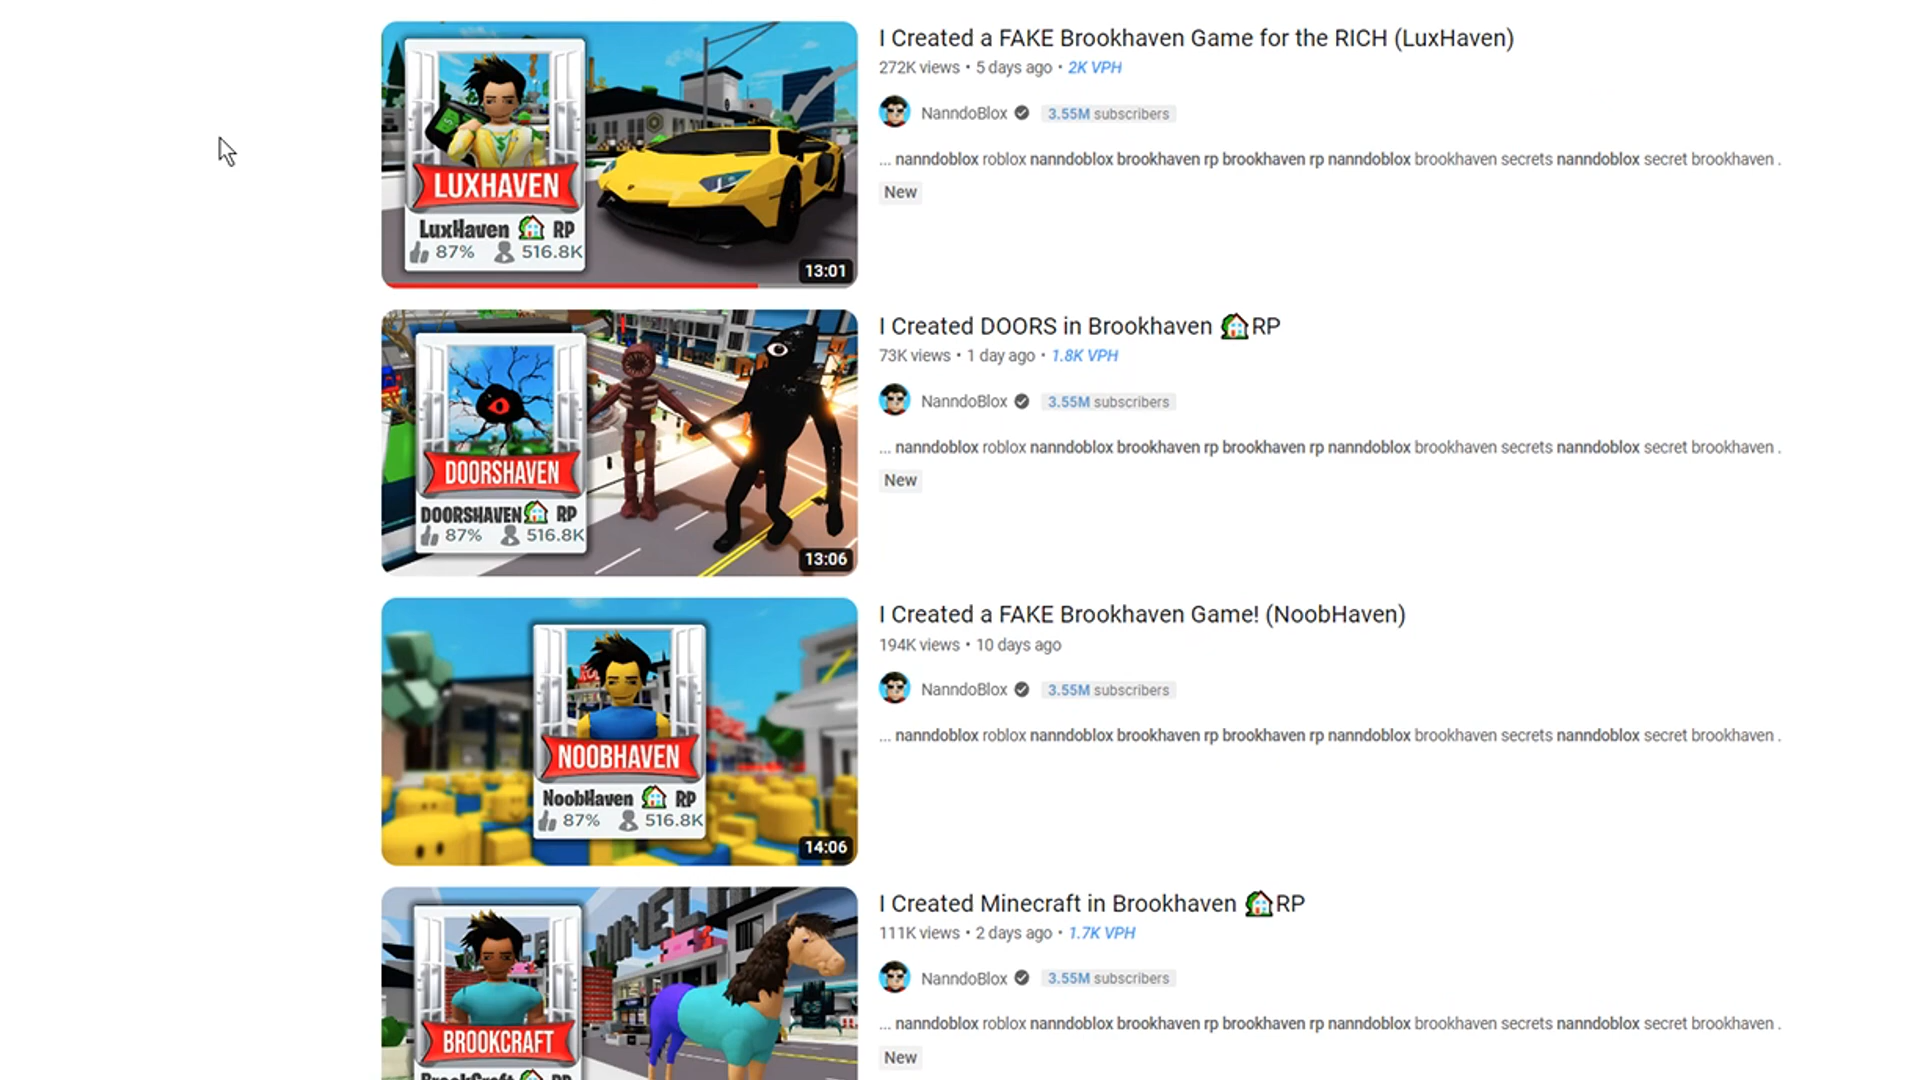 I Created a FAKE Brookhaven Game for the RICH (LuxHaven)
272K views • 5 days ago • 2K VPH
NanndoBlox 3.55M subscribers
... nanndoblox roblox nanndoblox brookhaven rp brookhaven rp nanndoblox brookhaven secrets nanndoblox secret brookhaven .
New
LUXHAVEN
LuxHaven RP
87% 516.8K
13:01
I Created DOORS in Brookhaven RP
73K views • 1 day ago • 1.8K VPH
NanndoBlox 3.55M subscribers
... nanndoblox roblox nanndoblox brookhaven rp brookhaven rp nanndoblox brookhaven secrets nanndoblox secret brookhaven .
New
DOORSHAVEN
DOORSHAVEN RP
87% 516.8K
13:06
I Created a FAKE Brookhaven Game! (NoobHaven)
194K views • 10 days ago
NanndoBlox 3.55M subscribers
... nanndoblox roblox nanndoblox brookhaven rp brookhaven rp nanndoblox brookhaven secrets nanndoblox secret brookhaven .
NOOBHAVEN
NoobHaven RP
87% 516.8K
14:06
I Created Minecraft in Brookhaven RP
111K views • 2 days ago • 1.7K VPH
NanndoBlox 3.55M subscribers
... nanndoblox roblox nanndoblox brookhaven rp brookhaven rp nanndoblox brookhaven secrets nanndoblox secret brookhaven .
New
BROOKCRAFT
BrookCraft RP